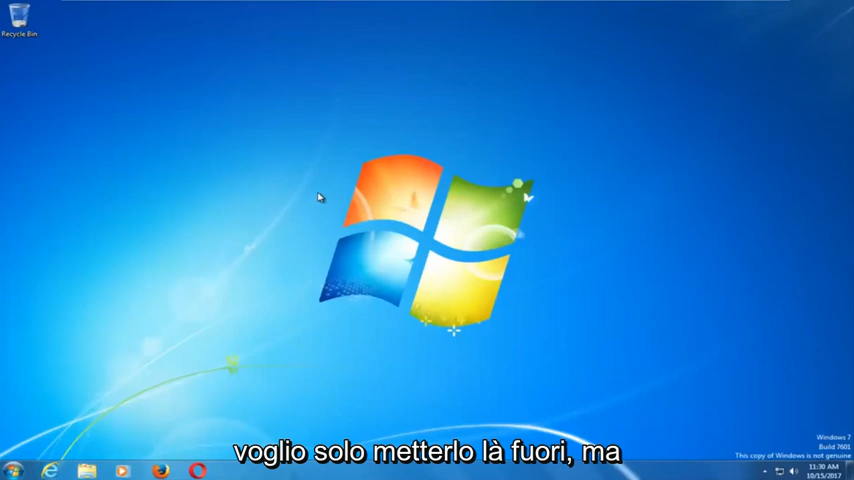 Recycle Bin
Windows 7
Build 7601
This copy of Windows is not genuine
voglio solo metterlo là fuori, ma
11:30 AM
10/15/2017